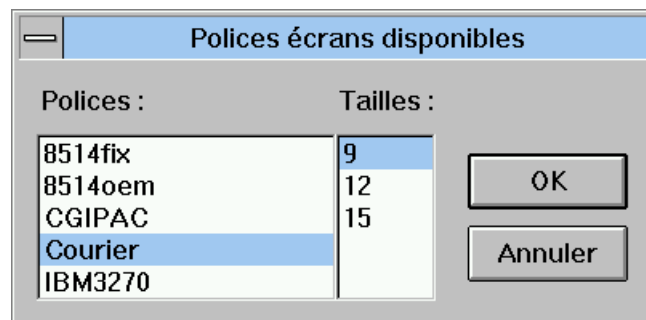 Polices écrans disponibles
Polices :
Tailles :
8514fix
8514oem
CGIPAC
Courier
IBM3270
9
12
15
OK
Annuler